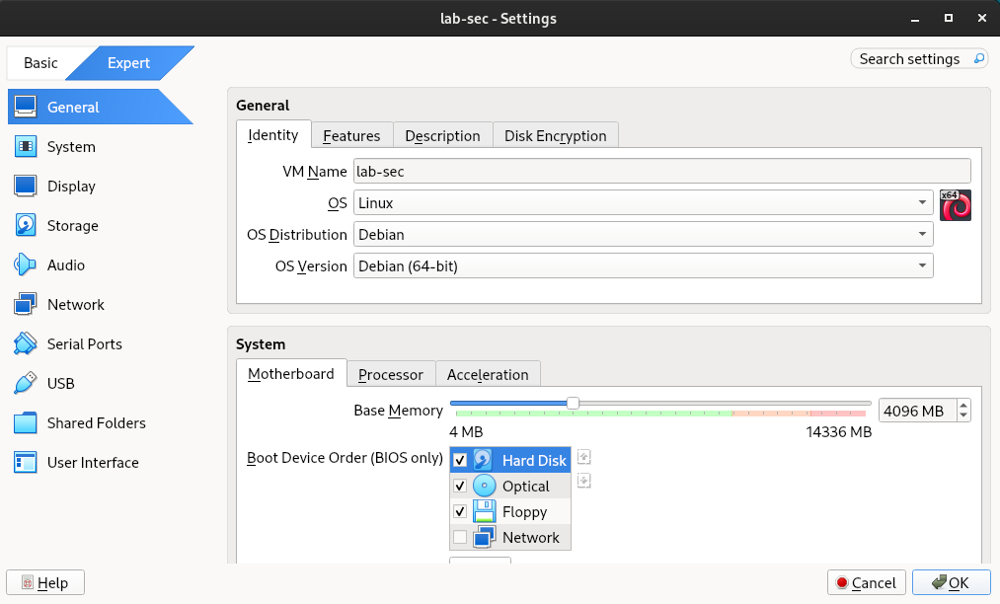 lab-sec - Settings
Basic Expert Search settings
General
System
Display
Storage
Audio
Network
Serial Ports
USB
Shared Folders
User Interface
General
Identity Features Description Disk Encryption
VM Name lab-sec
OS Linux x64
OS Distribution Debian
OS Version Debian (64-bit)
System
Motherboard Processor Acceleration
Base Memory 4096 MB
4 MB 14336 MB
Boot Device Order (BIOS only) Hard Disk
Optical
Floppy
Network
Help Cancel OK